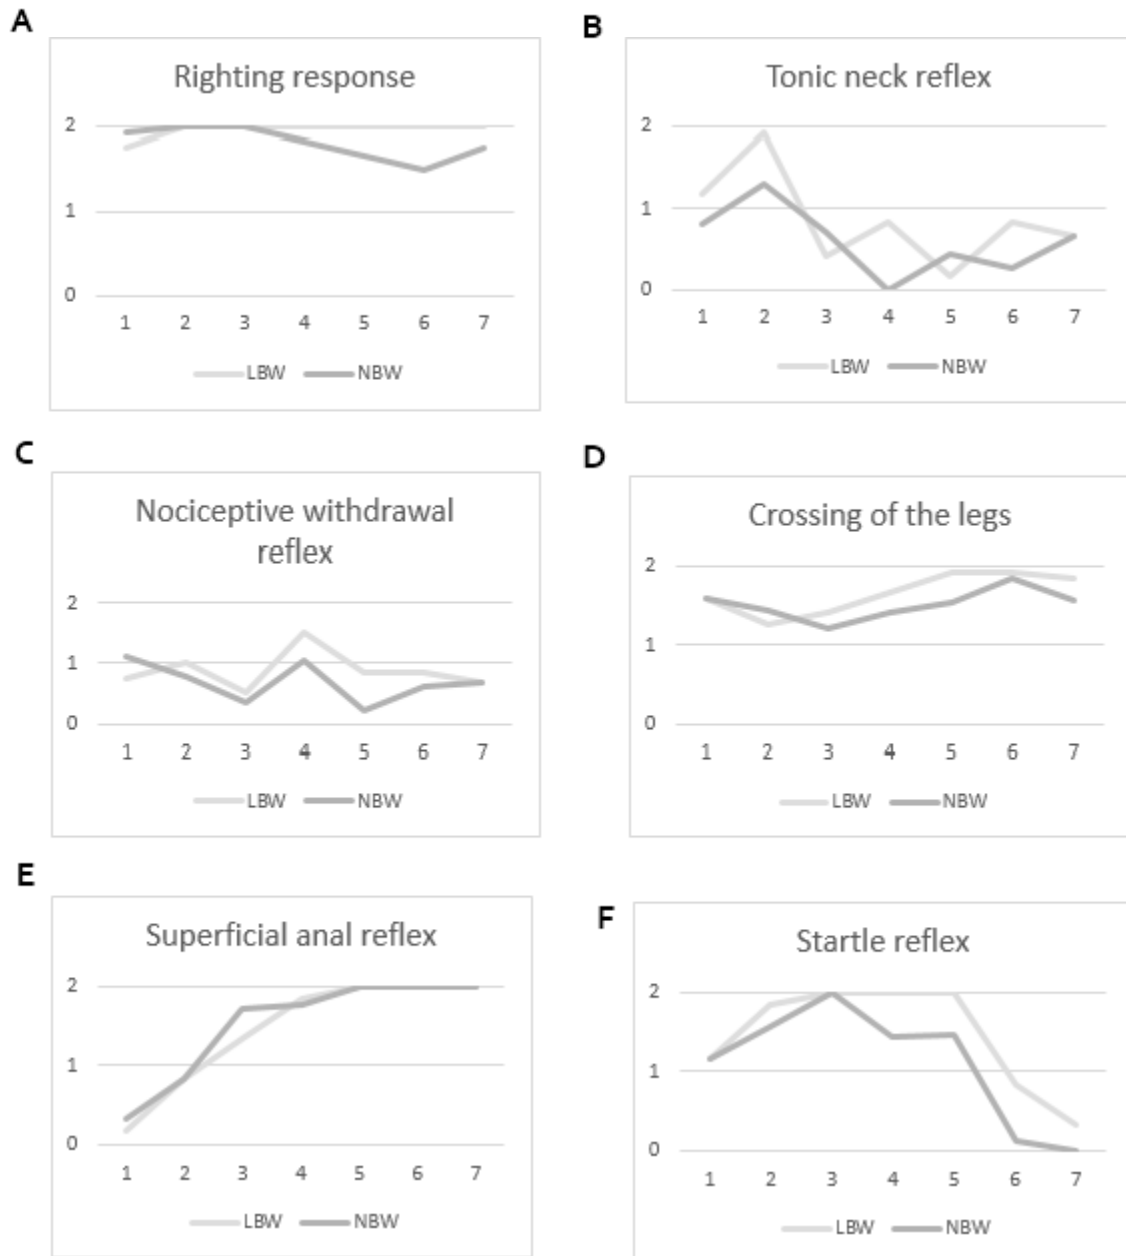 A
Righting response
2
1
0
1 2 3 4 5 6 7
LBW NBW
B
Tonic neck reflex
2
1
0
1 2 3 4 5 6 7
LBW NBW
C
Nociceptive withdrawal
reflex
2
1
0
1 2 3 4 5 6 7
LBW NBW
D
Crossing of the legs
2
1
0
1 2 3 4 5 6 7
LBW NBW
E
Superficial anal reflex
2
1
0
1 2 3 4 5 6 7
LBW NBW
F
Startle reflex
2
1
0
1 2 3 4 5 6 7
LBW NBW